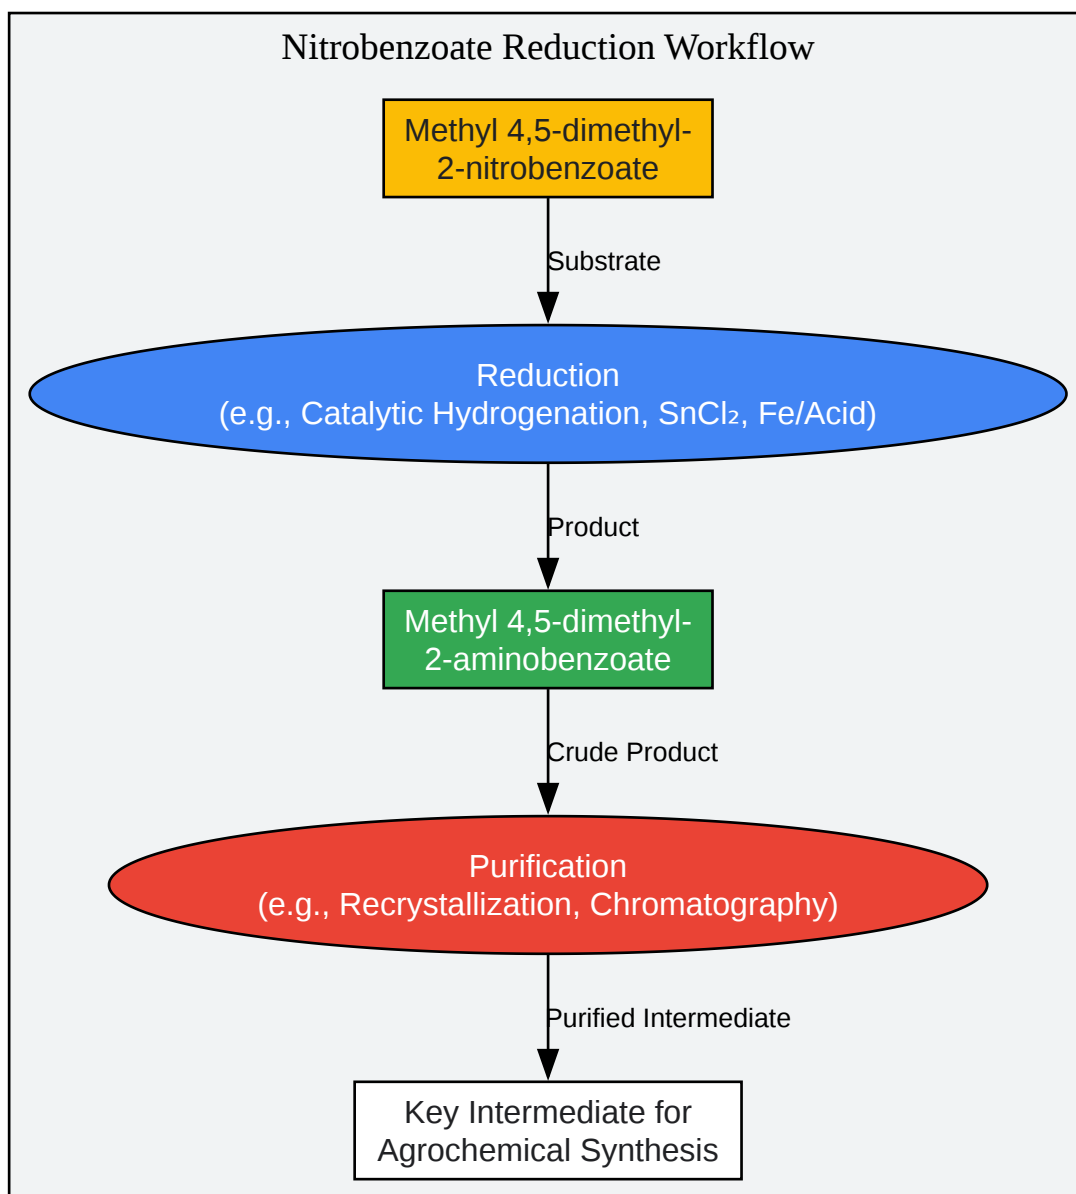 Nitrobenzoate Reduction Workflow
Methyl 4,5-dimethyl-
2-nitrobenzoate
Substrate
Reduction
(e.g., Catalytic Hydrogenation, SnCl₂, Fe/Acid)
Product
Methyl 4,5-dimethyl-
2-aminobenzoate
Crude Product
Purification
(e.g., Recrystallization, Chromatography)
Purified Intermediate
Key Intermediate for
Agrochemical Synthesis